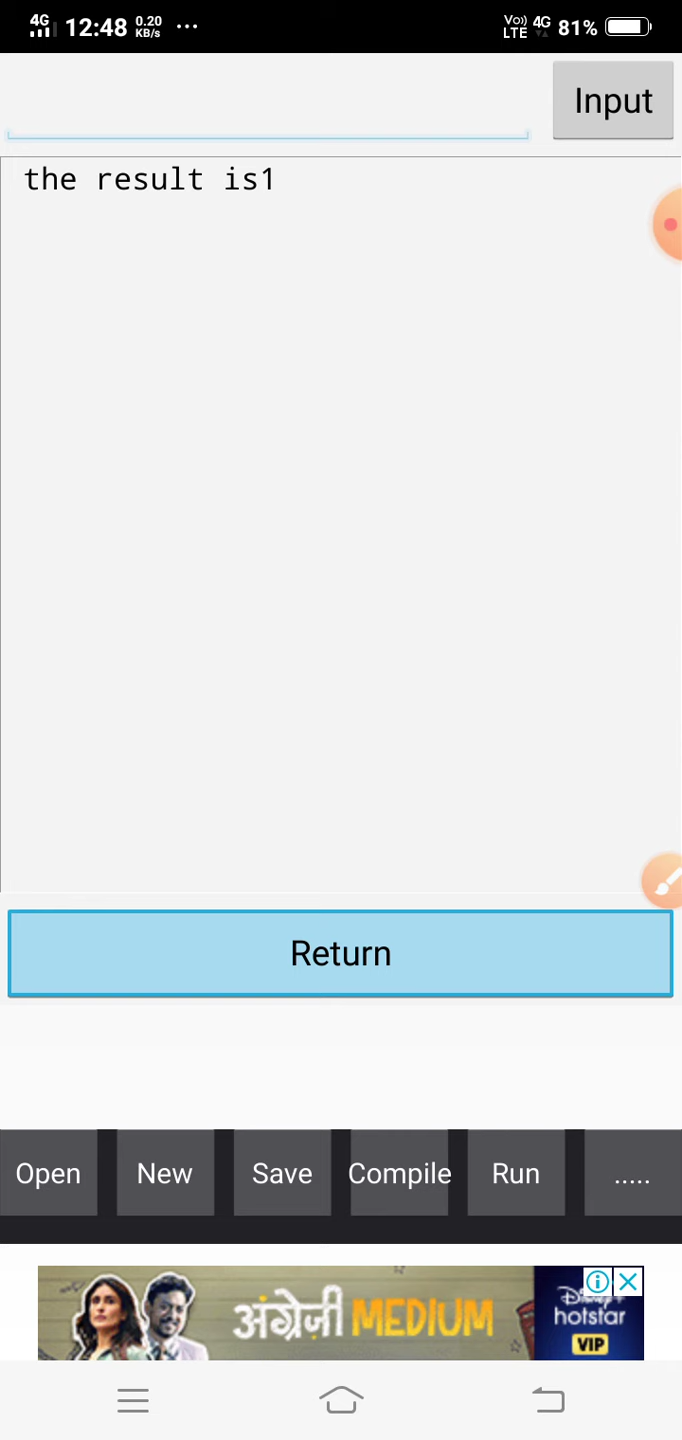 4G 12:48 0.20 KB/s ... Vo)) LTE 4G 81%
Input
the result is1
Return
Open New Save Compile Run .....
अंग्रेज़ी MEDIUM
Disney+
hotstar
VIP